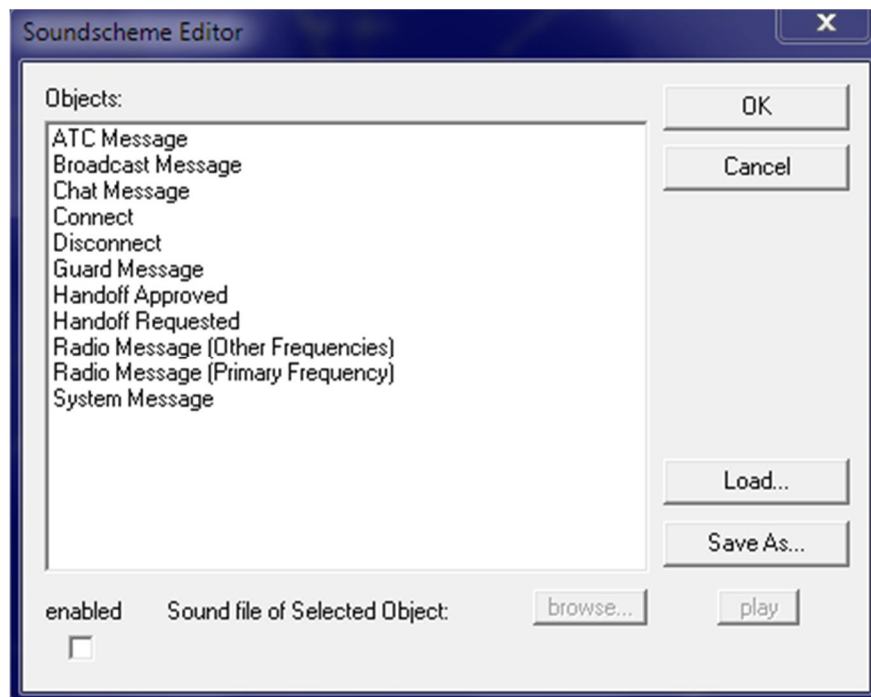 Soundscheme Editor
X
Objects:
OK
ATC Message
Broadcast Message
Cancel
Chat Message
Connect
Disconnect
Guard Message
Handoff Approved
Handoff Requested
Radio Message (Other Frequencies)
Radio Message (Primary Frequency)
System Message
Load...
Save As...
enabled Sound file of Selected Object: browse... play